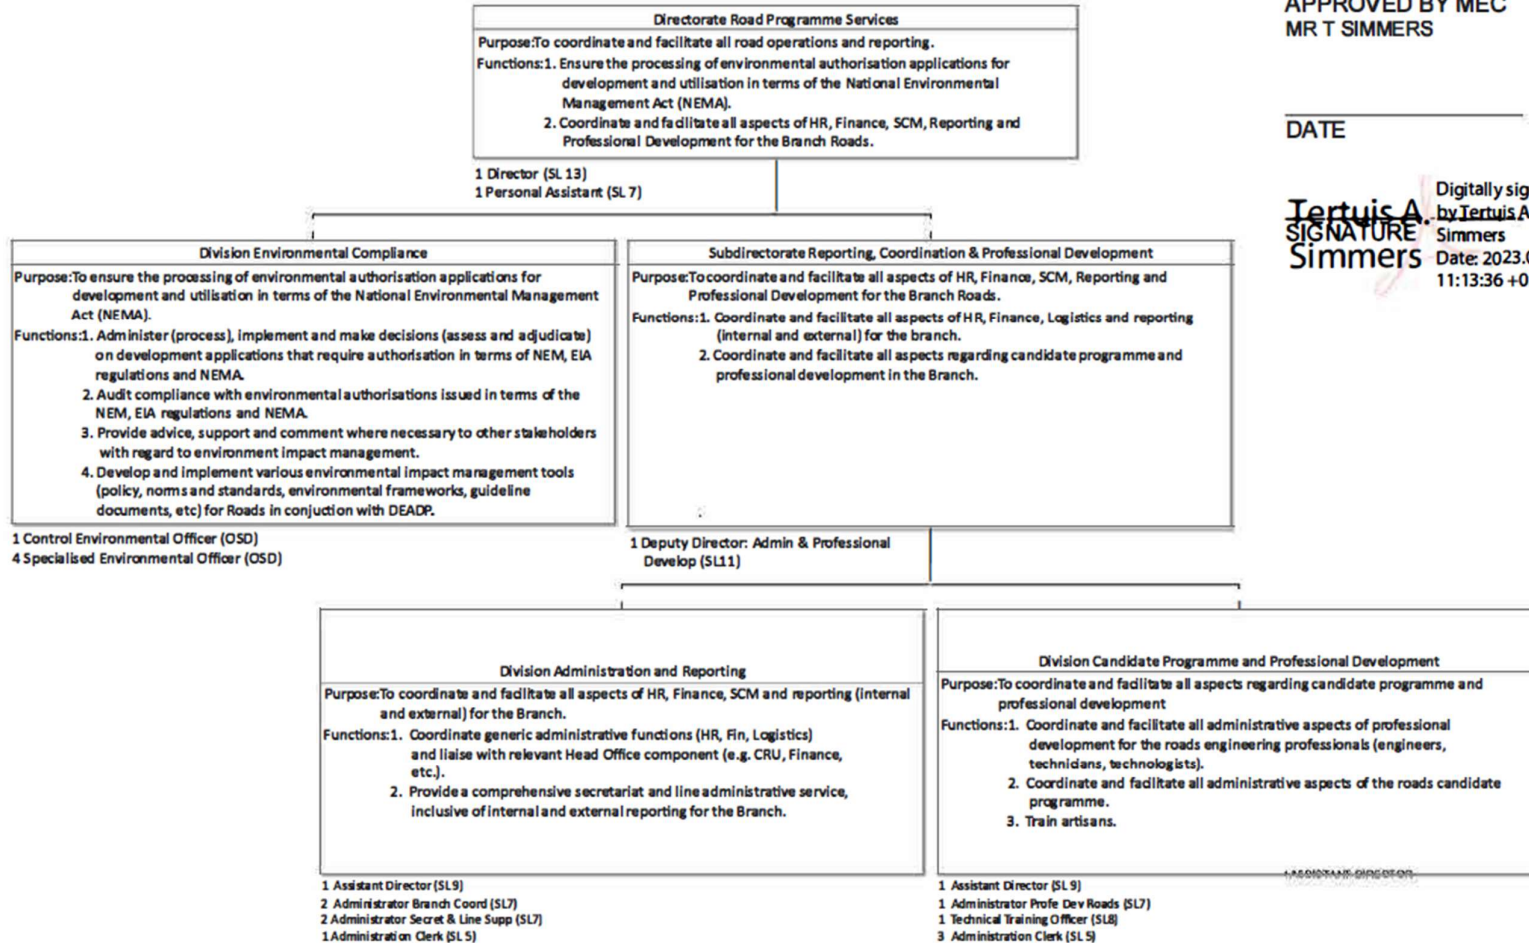 Directorate Road Programme Services
Purpose:To coordinate and facilitate all road operations and reporting.
Functions:1. Ensure the processing of environmental authorisation applications for
development and utilisation in terms of the National Environmental
Management Act (NEMA).
2. Coordinate and facilitate all aspects of HR, Finance, SCM, Reporting and
Professional Development for the Branch Roads.
1 Director (SL 13)
1 Personal Assistant (SL 7)
APPROVED BY MEC
MR T SIMMERS
DATE
Tertuis A.
SIGNATURE
Simmers
Digitally sig
by Tertuis A
Simmers
Date: 2023.0
11:13:36 +0
Division Environmental Compliance
Purpose:To ensure the processing of environmental authorisation applications for
development and utilisation in terms of the National Environmental Management
Act (NEMA).
Functions:1. Administer (process), implement and make decisions (assess and adjudicate)
on development applications that require authorisation in terms of NEM, EIA
regulations and NEMA.
2. Audit compliance with environmental authorisations issued in terms of the
NEM, EIA regulations and NEMA.
3. Provide advice, support and comment where necessary to other stakeholders
with regard to environment impact management.
4. Develop and implement various environmental impact management tools
(policy, norms and standards, environmental frameworks, guideline
documents, etc) for Roads in conjuction with DEADP.
1 Control Environmental Officer (OSD)
4 Specialised Environmental Officer (OSD)
Subdirectorate Reporting, Coordination & Professional Development
Purpose:To coordinate and facilitate all aspects of HR, Finance, SCM, Reporting and
Professional Development for the Branch Roads.
Functions:1. Coordinate and facilitate all aspects of HR, Finance, Logistics and reporting
(internal and external) for the branch.
2. Coordinate and facilitate all aspects regarding candidate programme and
professional development in the Branch.
1 Deputy Director: Admin & Professional
Develop (SL11)
Division Administration and Reporting
Purpose:To coordinate and facilitate all aspects of HR, Finance, SCM and reporting (internal
and external) for the Branch.
Functions:1. Coordinate generic administrative functions (HR, Fin, Logistics)
and liaise with relevant Head Office component (e.g. CRU, Finance,
etc.).
2. Provide a comprehensive secretariat and line administrative service,
inclusive of internal and external reporting for the Branch.
1 Assistant Director (SL 9)
2 Administrator Branch Coord (SL7)
2 Administrator Secret & Line Supp (SL7)
1 Administration Clerk (SL 5)
Division Candidate Programme and Professional Development
Purpose:To coordinate and facilitate all aspects regarding candidate programme and
professional development
Functions:1. Coordinate and facilitate all administrative aspects of professional
development for the roads engineering professionals (engineers,
technicians, technologists).
2. Coordinate and facilitate all administrative aspects of the roads candidate
programme.
3. Train artisans.
1 Assistant Director (SL 9)
1 Administrator Profe Dev Roads (SL7)
1 Technical Training Officer (SL8)
3 Administration Clerk (SL 5)